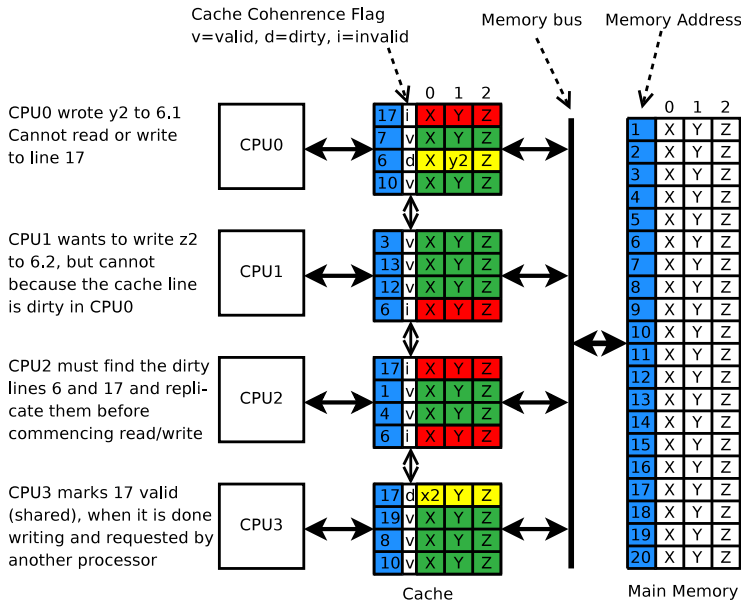 Cache Cohenrence Flag
v=valid, d=dirty, i=invalid
Memory bus
Memory Address
0 1 2
0 1 2
CPU0 wrote y2 to 6.1
Cannot read or write
to line 17
CPU0
17 i X Y Z
7 v X Y Z
6 d X y2 Z
10 v X Y Z
CPU1 wants to write z2
to 6.2, but cannot
because the cache line
is dirty in CPU0
CPU1
3 v X Y Z
13 v X Y Z
12 v X Y Z
6 i X Y Z
CPU2 must find the dirty
lines 6 and 17 and repli-
cate them before
commencing read/write
CPU2
17 i X Y Z
1 v X Y Z
4 v X Y Z
6 i X Y Z
CPU3 marks 17 valid
(shared), when it is done
writing and requested by
another processor
CPU3
17 d x2 Y Z
19 v X Y Z
8 v X Y Z
10 v X Y Z
Cache
1 X Y Z
2 X Y Z
3 X Y Z
4 X Y Z
5 X Y Z
6 X Y Z
7 X Y Z
8 X Y Z
9 X Y Z
10 X Y Z
11 X Y Z
12 X Y Z
13 X Y Z
14 X Y Z
15 X Y Z
16 X Y Z
17 X Y Z
18 X Y Z
19 X Y Z
20 X Y Z
Main Memory